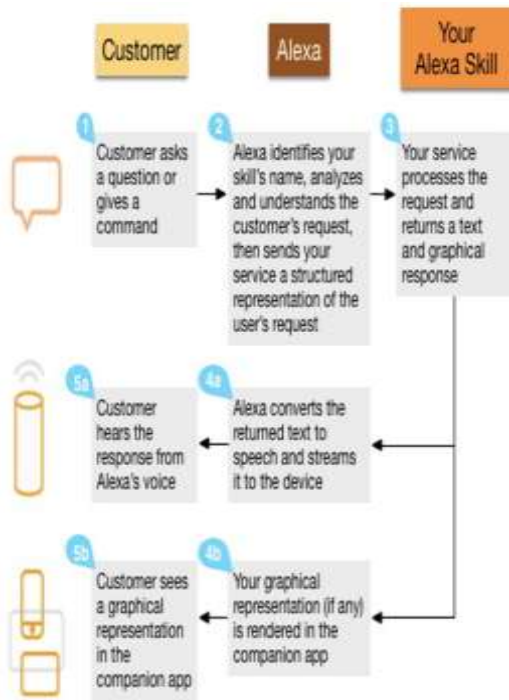 Customer
Alexa
Your
Alexa Skill
1
Customer asks
a question or
gives a
command
2
Alexa identifies your
skill's name, analyzes
and understands the
customer's request,
then sends your
service a structured
representation of the
user's request
3
Your service
processes the
request and
returns a text
and graphical
response
5a
Customer
hears the
response from
Alexa's voice
4a
Alexa converts the
returned text to
speech and streams
it to the device
5b
Customer sees
a graphical
representation
in the
companion app
4b
Your graphical
representation (if any)
is rendered in the
companion app